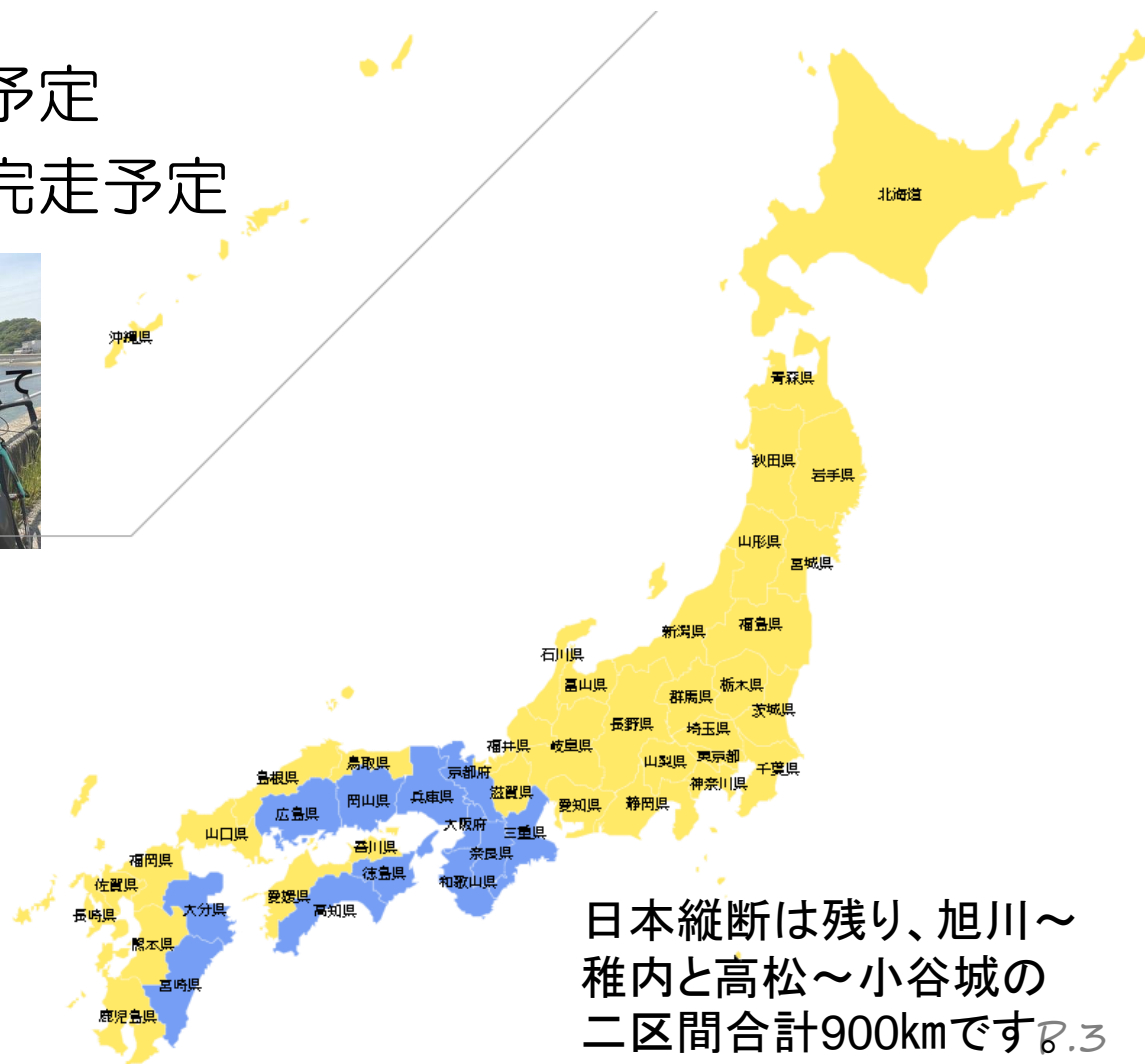 予定
完走予定
て
北海道
沖縄県
青森県
秋田県
岩手県
山形県
宮城県
新潟県
福島県
石川県
富山県
群馬県
栃木県
茨城県
長野県
埼玉県
福井県
岐阜県
山梨県
東京都
千葉県
神奈川県
愛知県
静岡県
島根県
鳥取県
京都府
滋賀県
兵庫県
岡山県
広島県
山口県
大阪府
三重県
奈良県
和歌山県
香川県
徳島県
愛媛県
高知県
福岡県
佐賀県
長崎県
大分県
熊本県
宮崎県
鹿児島県
日本縦断は残り、旭川～
稚内と高松～小谷城の
二区間合計900kmです。
P.3